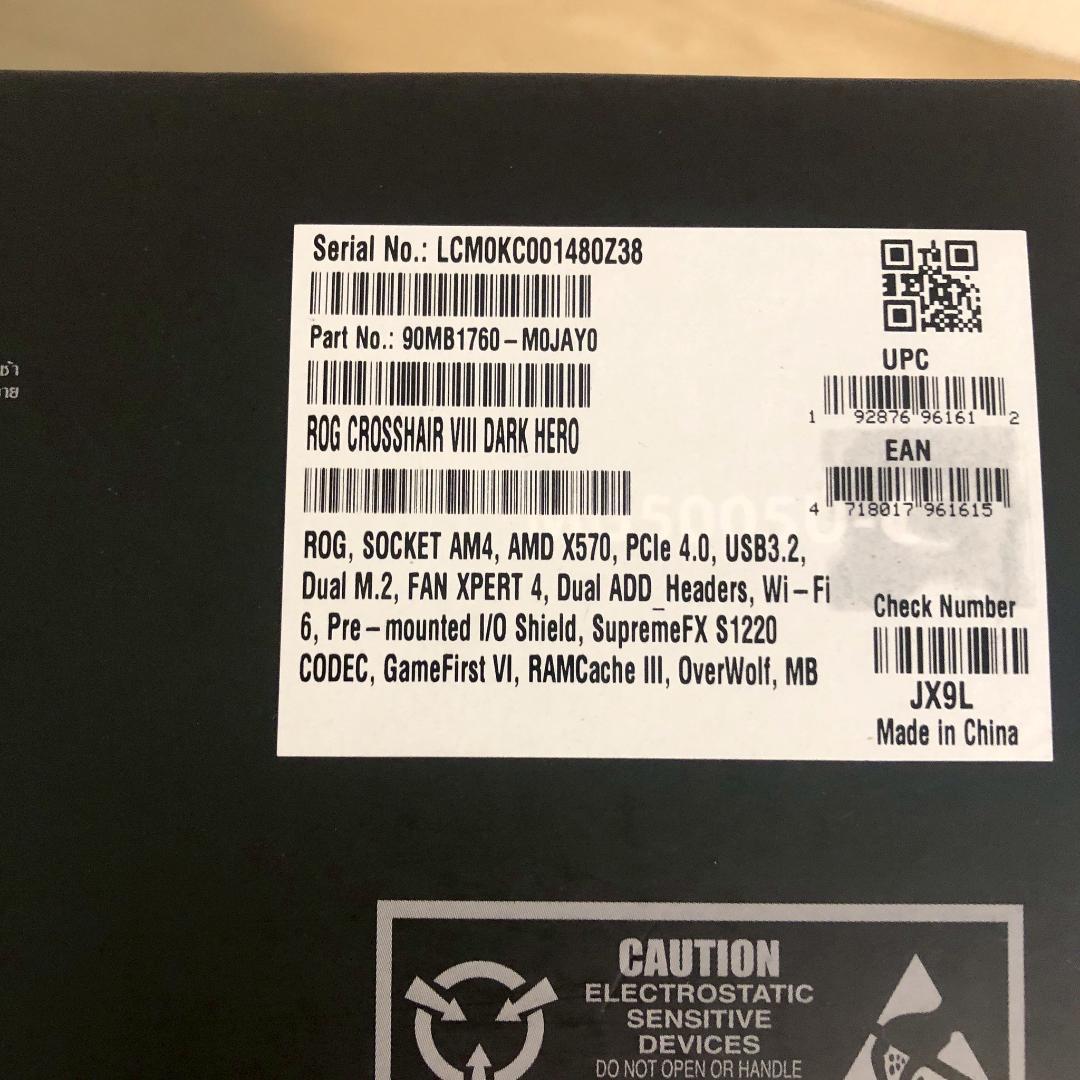 Serial No.: LCM0KC001480Z38
Part No.: 90MB1760-M0JAY0
ROG CROSSHAIR VIII DARK HERO
ROG, SOCKET AM4, AMD X570, PCIe 4.0, USB3.2,
Dual M.2, FAN XPERT 4, Dual ADD_Headers, Wi-Fi
6, Pre-mounted I/O Shield, SupremeFX S1220
CODEC, GameFirst VI, RAMCache III, OverWolf, MB
UPC
1 92876 96161 2
EAN
4 718017 961615
Check Number
JX9L
Made in China
CAUTION
ELECTROSTATIC
SENSITIVE
DEVICES
DO NOT OPEN OR HANDLE